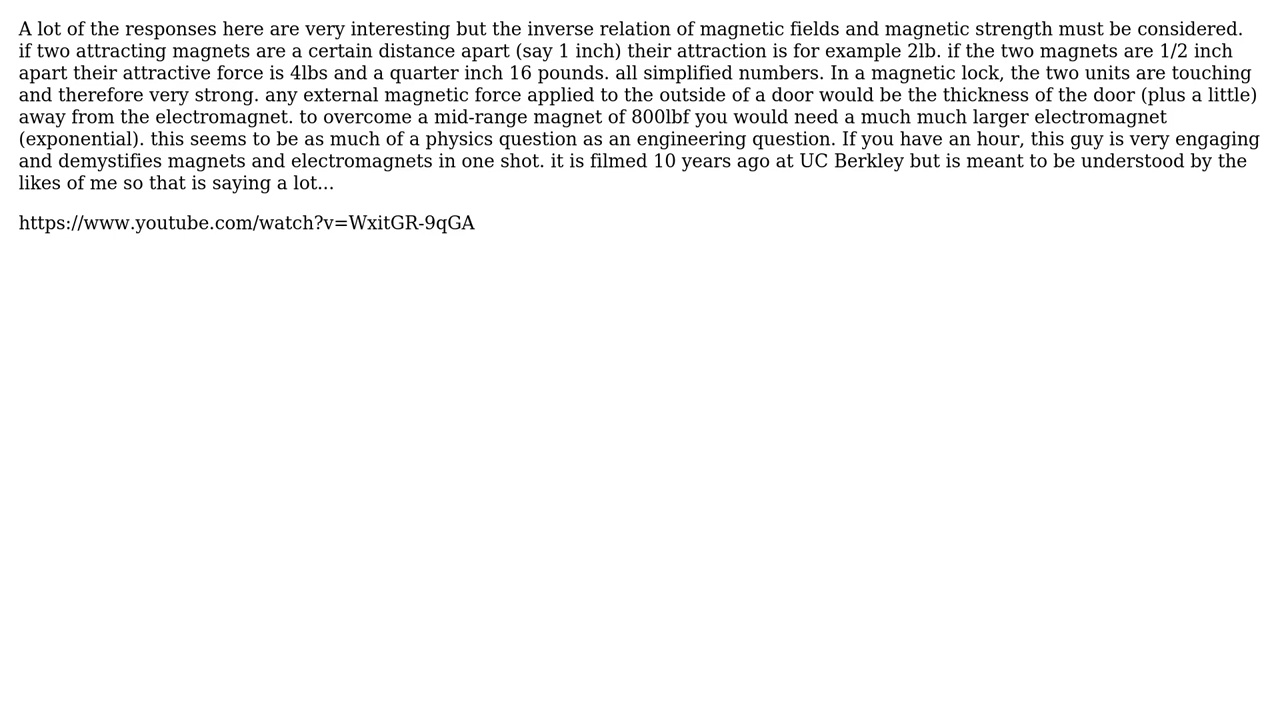 A lot of the responses here are very interesting but the inverse relation of magnetic fields and magnetic strength must be considered.
if two attracting magnets are a certain distance apart (say 1 inch) their attraction is for example 2lb. if the two magnets are 1/2 inch
apart their attractive force is 4lbs and a quarter inch 16 pounds. all simplified numbers. In a magnetic lock, the two units are touching
and therefore very strong. any external magnetic force applied to the outside of a door would be the thickness of the door (plus a little)
away from the electromagnet. to overcome a mid-range magnet of 800lbf you would need a much much larger electromagnet
(exponential). this seems to be as much of a physics question as an engineering question. If you have an hour, this guy is very engaging
and demystifies magnets and electromagnets in one shot. it is filmed 10 years ago at UC Berkley but is meant to be understood by the
likes of me so that is saying a lot...
https://www.youtube.com/watch?v=WxitGR-9qGA